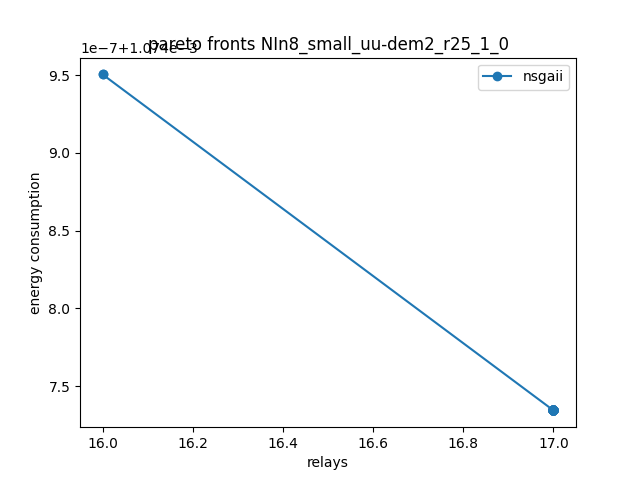 1e−7+1.074e−3
pareto fronts NIn8_small_uu-dem2_r25_1_0
nsgaii
9.5
9.0
8.5
8.0
7.5
energy consumption
16.0 16.2 16.4 16.6 16.8 17.0
relays